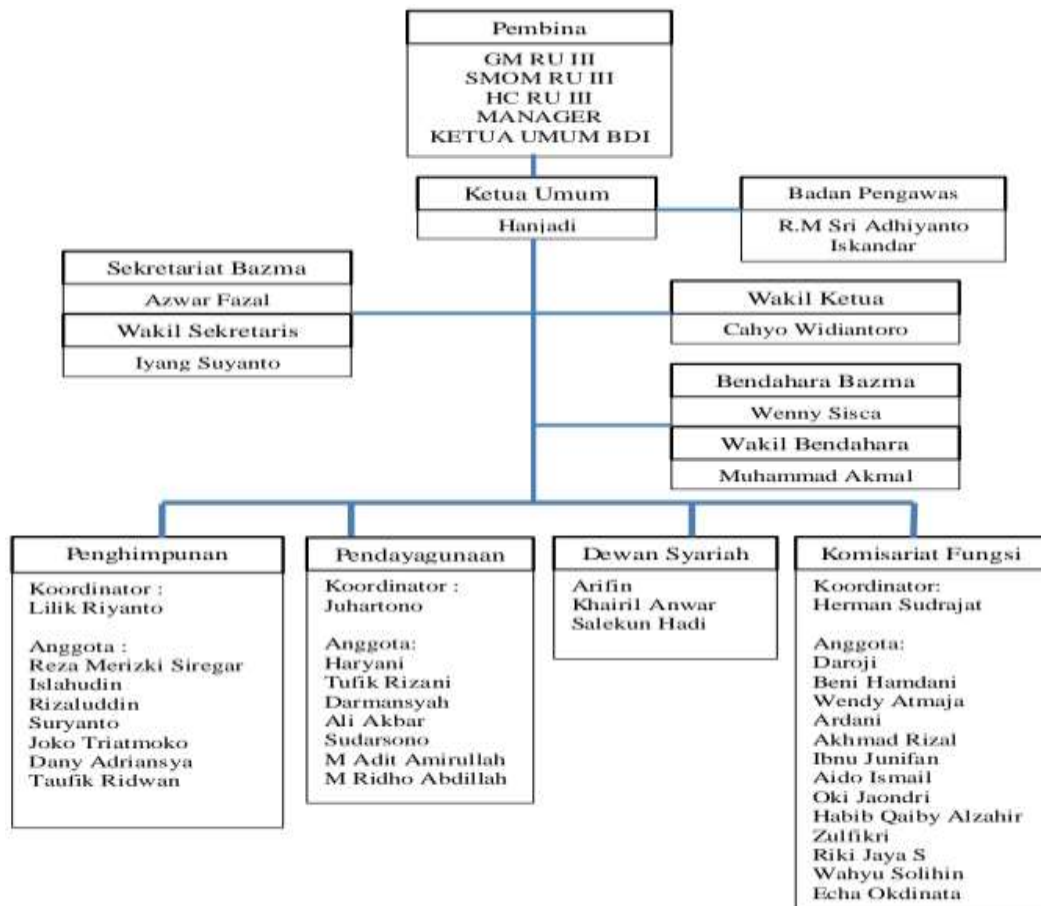 Pembina
GM RU III
SMOM RU III
HC RU III
MANAGER
KETUA UMUM BDI
Ketua Umum
Hanjadi
Badan Pengawas
R.M Sri Adhiyanto
Iskandar
Sekretariat Bazma
Azwar Fazal
Wakil Sekretaris
Iyang Suyanto
Wakil Ketua
Cahyo Widiantoro
Bendahara Bazma
Wenny Sisca
Wakil Bendahara
Muhammad Akmal
Penghimpunan
Koordinator :
Lilik Riyanto
Anggota :
Reza Merizki Siregar
Islahudin
Rizaluddin
Suryanto
Joko Triatmoko
Dany Adriansya
Taufik Ridwan
Pendayagunaan
Koordinator :
Juhartono
Anggota:
Haryani
Tufik Rizani
Darmansyah
Ali Akbar
Sudarsono
M Adit Amirullah
M Ridho Abdillah
Dewan Syariah
Arifin
Khairil Anwar
Salekun Hadi
Komisariat Fungsi
Koordinator:
Herman Sudrajat
Anggota:
Daroji
Beni Hamdani
Wendy Atmaja
Ardani
Akhmad Rizal
Ibnu Junifan
Aido Ismail
Oki Jaondri
Habib Qaiby Alzahir
Zulfikri
Riki Jaya S
Wahyu Solihin
Echa Okdinata